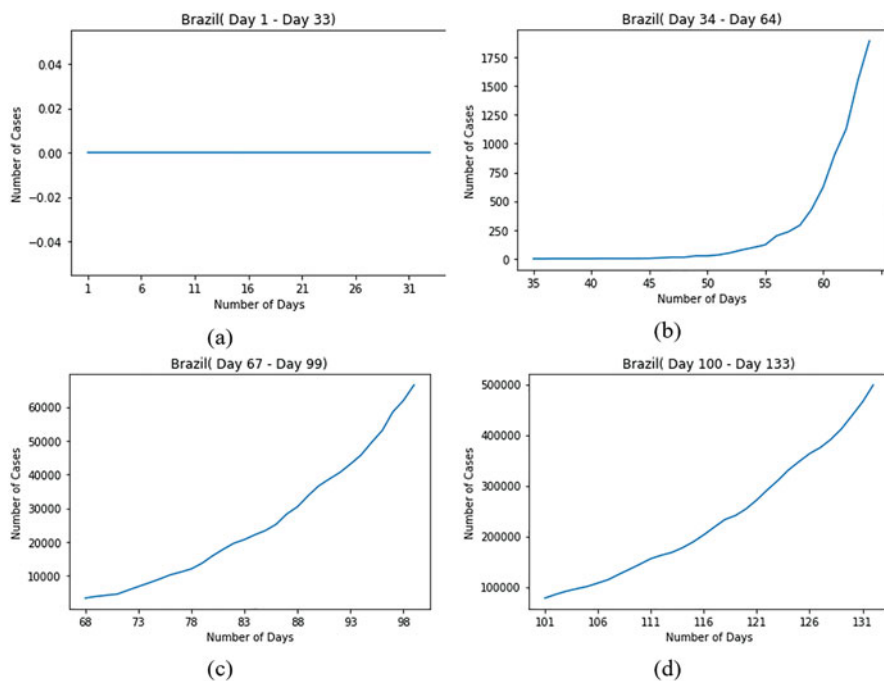 Brazil( Day 1 - Day 33)
Number of Cases
0.04
0.02
0.00
−0.02
−0.04
1 6 11 16 21 26 31
Number of Days
(a)
Brazil( Day 34 - Day 64)
Number of Cases
1750
1500
1250
1000
750
500
250
0
35 40 45 50 55 60
Number of Days
(b)
Brazil( Day 67 - Day 99)
Number of Cases
60000
50000
40000
30000
20000
10000
68 73 78 83 88 93 98
Number of Days
(c)
Brazil( Day 100 - Day 133)
Number of Cases
500000
400000
300000
200000
100000
101 106 111 116 121 126 131
Number of Days
(d)